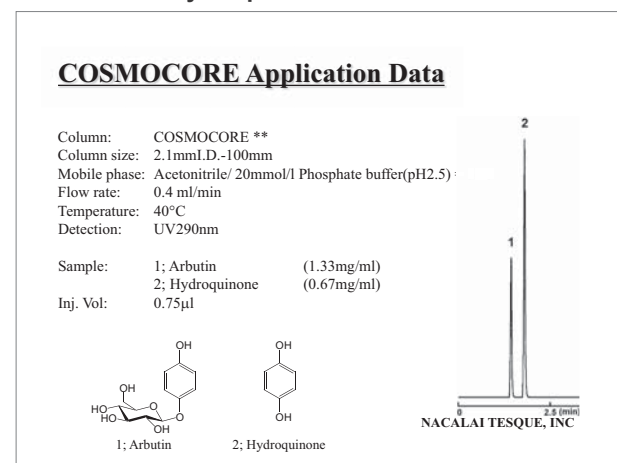 COSMOCORE Application Data
Column: COSMOCORE **
Column size: 2.1mmI.D.-100mm
Mobile phase: Acetonitrile/ 20mmol/l Phosphate buffer(pH2.5)
Flow rate: 0.4 ml/min
Temperature: 40°C
Detection: UV290nm
Sample: 1; Arbutin (1.33mg/ml)
2; Hydroquinone (0.67mg/ml)
Inj. Vol: 0.75µl
2
1
OH
OH
OH
HO
HO
O
OH
O
OH
1; Arbutin
2; Hydroquinone
0
2.5 (min)
NACALAI TESQUE, INC